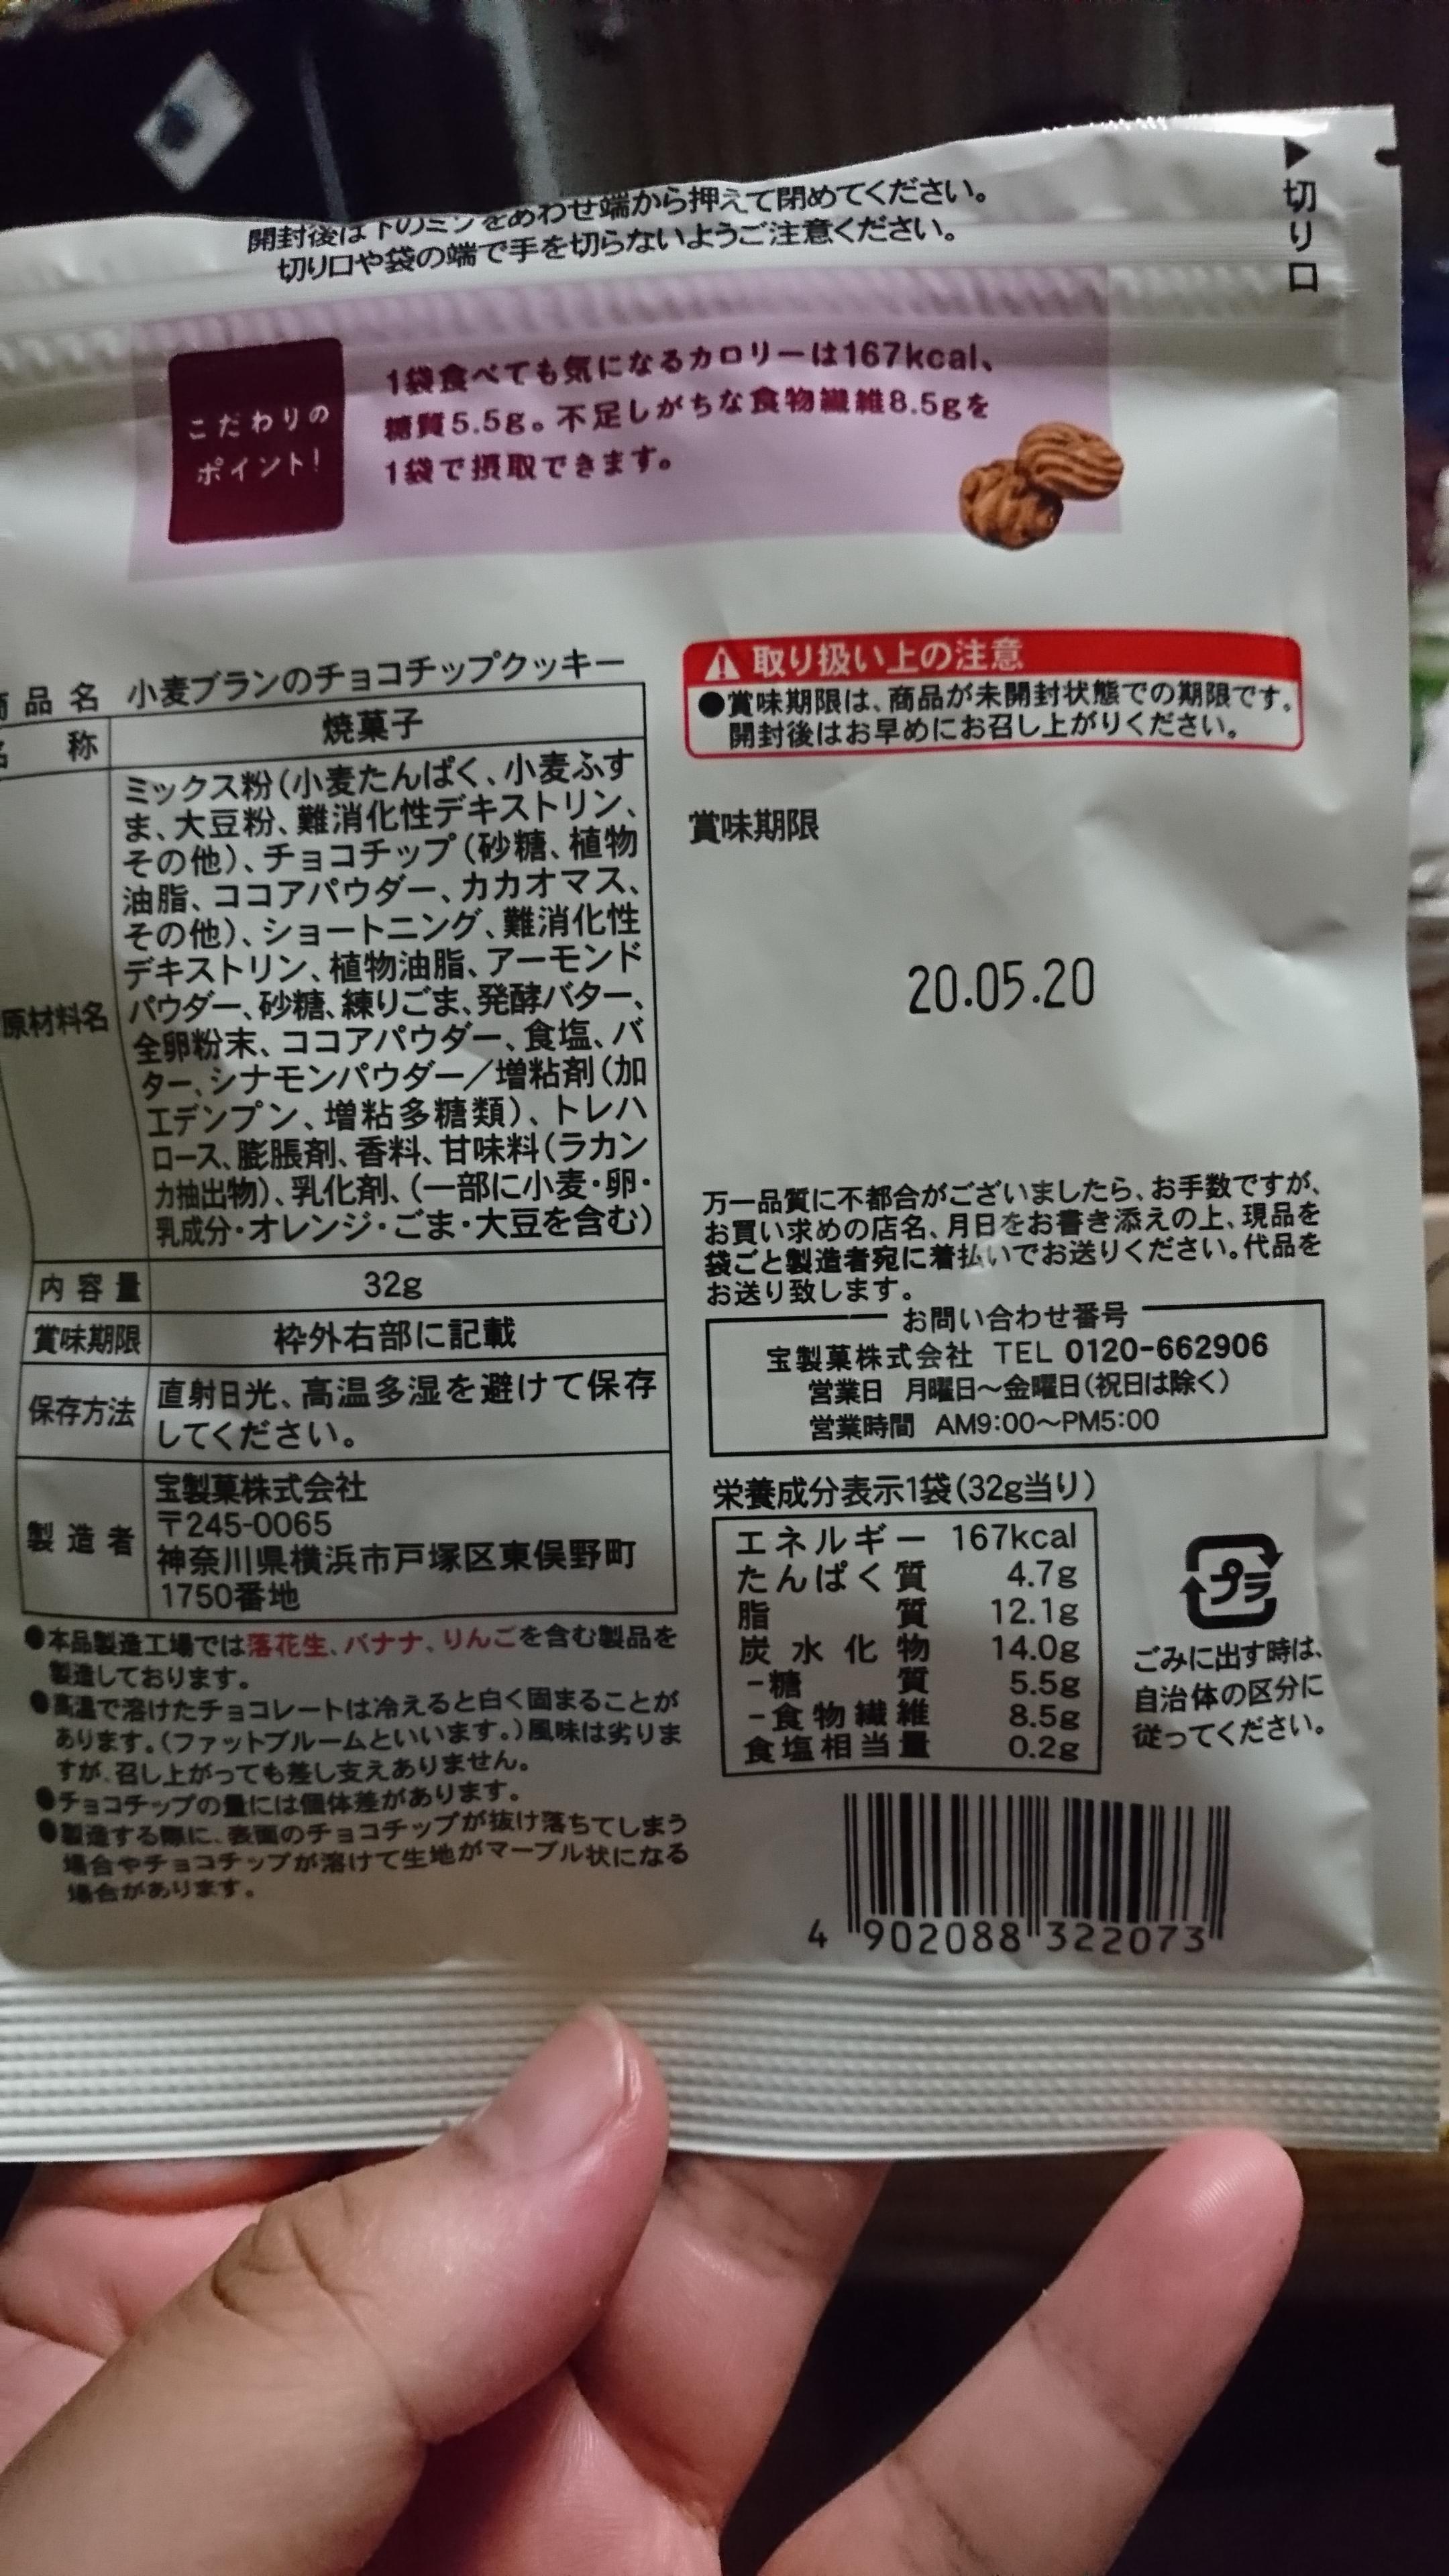 ▶切り口
開封後は下のミゾをあわせ端から押えて閉めてください。
切り口や袋の端で手を切らないようご注意ください。
こだわりの
ポイント!
1袋食べても気になるカロリーは167kcal、
糖質5.5g。不足しがちな食物繊維8.5gを
1袋で摂取できます。
商品名 小麦ブランのチョコチップクッキー
名称 焼菓子
原材料名
ミックス粉(小麦たんぱく、小麦ふす
ま、大豆粉、難消化性デキストリン、
その他)、チョコチップ(砂糖、植物
油脂、ココアパウダー、カカオマス、
その他)、ショートニング、難消化性
デキストリン、植物油脂、アーモンド
パウダー、砂糖、練りごま、発酵バター、
全卵粉末、ココアパウダー、食塩、バ
ター、シナモンパウダー/増粘剤(加
工デンプン、増粘多糖類)、トレハ
ロース、膨脹剤、香料、甘味料(ラカン
カ抽出物)、乳化剤、(一部に小麦・卵・
乳成分・オレンジ・ごま・大豆を含む)
内容量 32g
賞味期限 枠外右部に記載
保存方法 直射日光、高温多湿を避けて保存
してください。
製造者
宝製菓株式会社
〒245-0065
神奈川県横浜市戸塚区東俣野町
1750番地
●本品製造工場では落花生、バナナ、りんごを含む製品を
製造しております。
●高温で溶けたチョコレートは冷えると白く固まることが
あります。(ファットブルームといいます。)風味は劣りま
すが、召し上がっても差し支えありません。
●チョコチップの量には個体差があります。
●製造する際に、表面のチョコチップが抜け落ちてしまう
場合やチョコチップが溶けて生地がマーブル状になる
場合があります。
取り扱い上の注意
●賞味期限は、商品が未開封状態での期限です。
開封後はお早めにお召し上がりください。
賞味期限
20.05.20
万一品質に不都合がございましたら、お手数ですが、
お買い求めの店名、月日をお書き添えの上、現品を
袋ごと製造者宛に着払いでお送りください。代品を
お送り致します。
お問い合わせ番号
宝製菓株式会社 TEL 0120-662906
営業日 月曜日~金曜日(祝日は除く)
営業時間 AM9:00~PM5:00
栄養成分表示1袋(32g当り)
エネルギー 167kcal
たんぱく質 4.7g
脂質 12.1g
炭水化物 14.0g
-糖質 5.5g
-食物繊維 8.5g
食塩相当量 0.2g
プラ
ごみに出す時は、
自治体の区分に
従ってください。
4 902088 322073